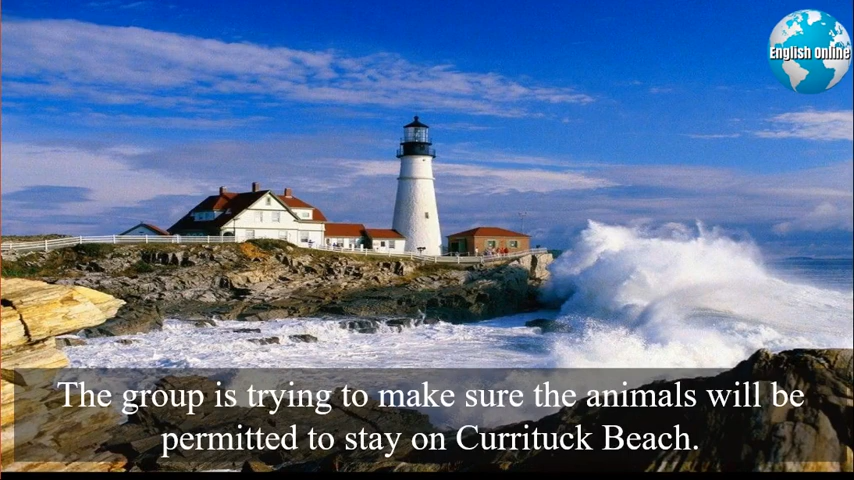 English online
The group is trying to make sure the animals will be
permitted to stay on Currituck Beach.